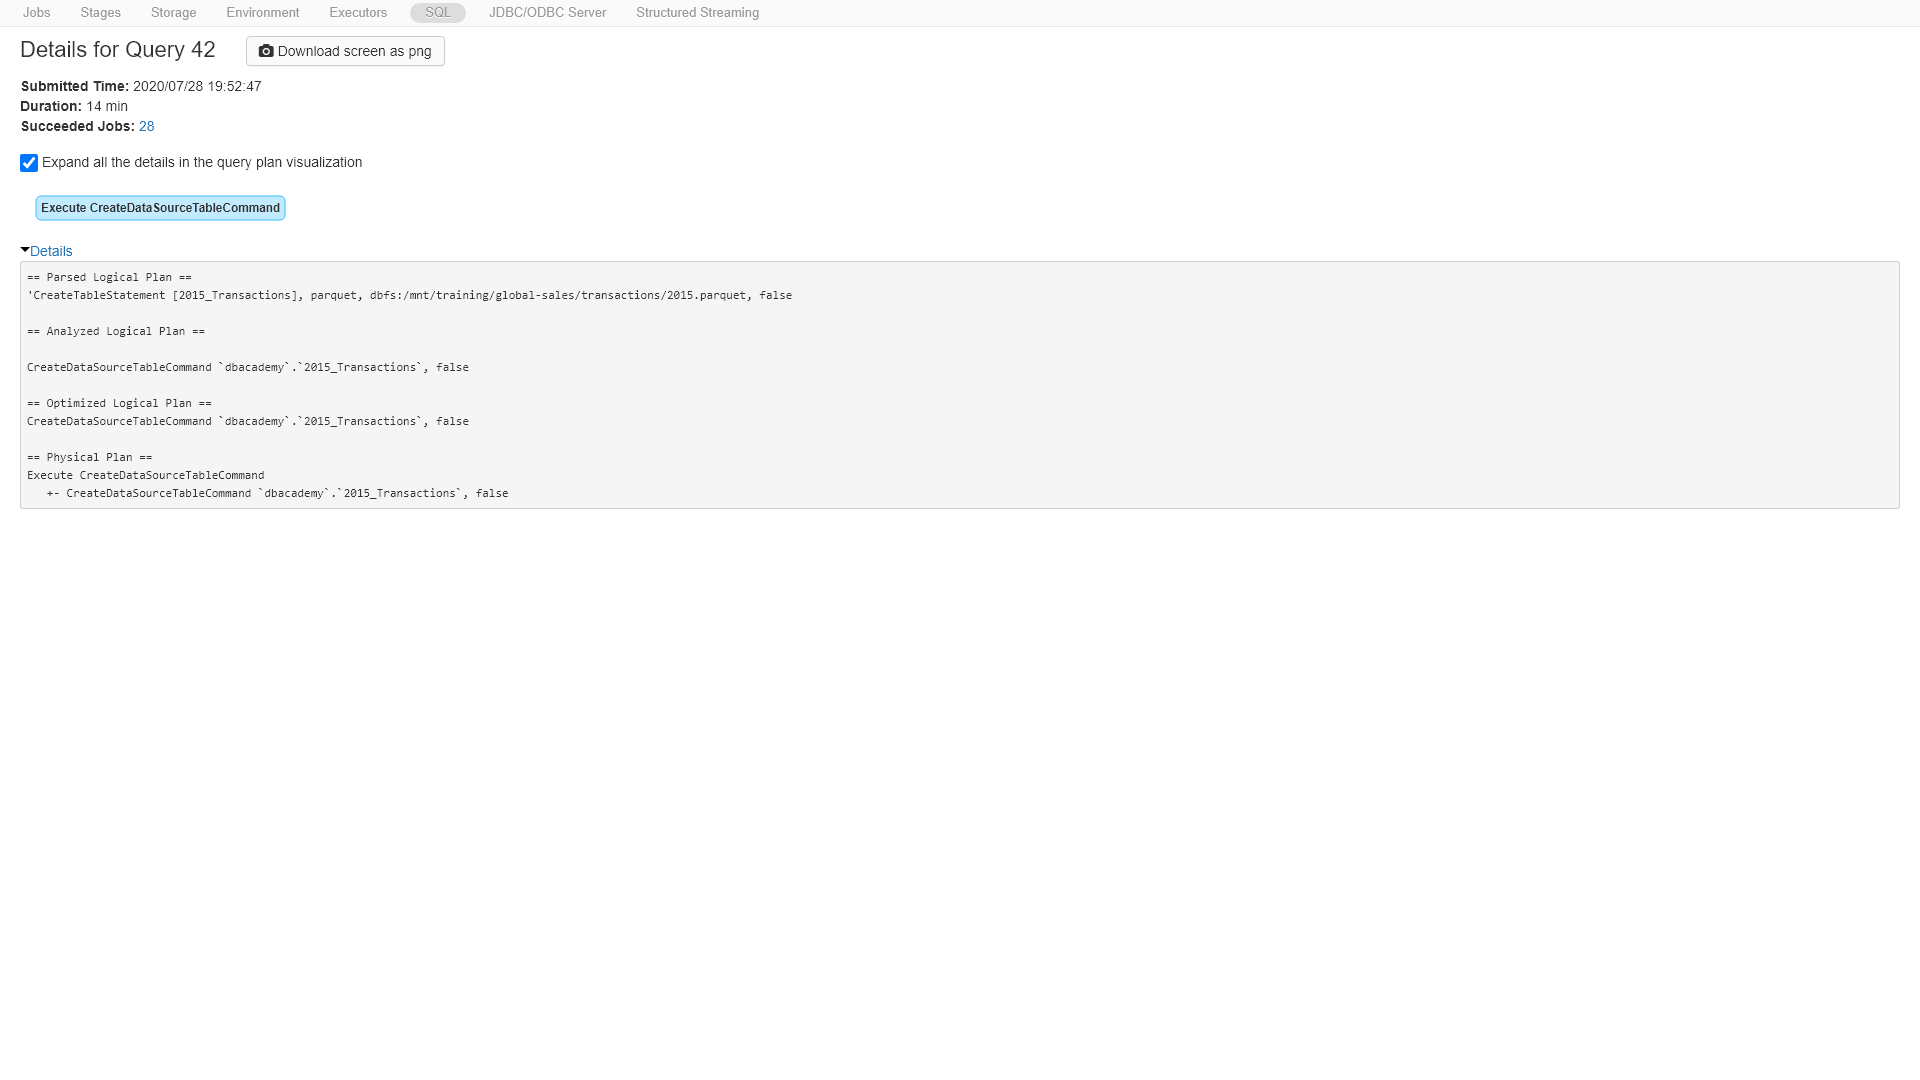 Jobs Stages Storage Environment Executors SQL JDBC/ODBC Server Structured Streaming
Details for Query 42 Download screen as png
Submitted Time: 2020/07/28 19:52:47
Duration: 14 min
Succeeded Jobs: 28
Expand all the details in the query plan visualization
Execute CreateDataSourceTableCommand
Details
== Parsed Logical Plan ==
'CreateTableStatement [2015_Transactions], parquet, dbfs:/mnt/training/global-sales/transactions/2015.parquet, false
== Analyzed Logical Plan ==
CreateDataSourceTableCommand `dbacademy`.`2015_Transactions`, false
== Optimized Logical Plan ==
CreateDataSourceTableCommand `dbacademy`.`2015_Transactions`, false
== Physical Plan ==
Execute CreateDataSourceTableCommand
+- CreateDataSourceTableCommand `dbacademy`.`2015_Transactions`, false